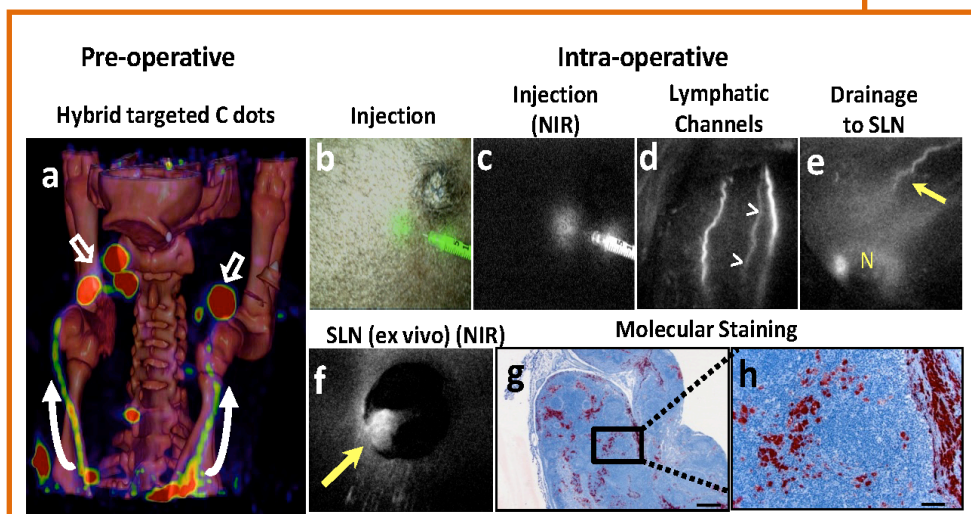 Pre-operative
Intra-operative
Hybrid targeted C dots
Injection
Injection
(NIR)
Lymphatic
Channels
Drainage
to SLN
a
b
c
d
e
N
SLN (ex vivo) (NIR)
Molecular Staining
f
g
h